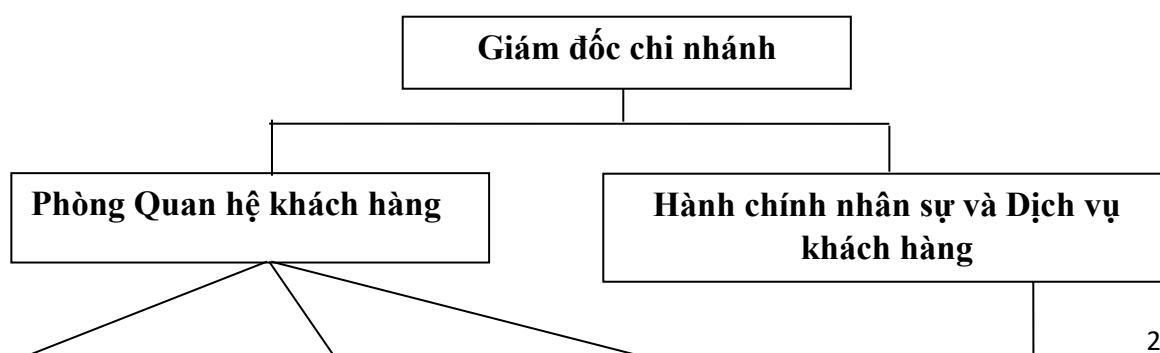 Giám đốc chi nhánh
Phòng Quan hệ khách hàng
Hành chính nhân sự và Dịch vụ
khách hàng
2